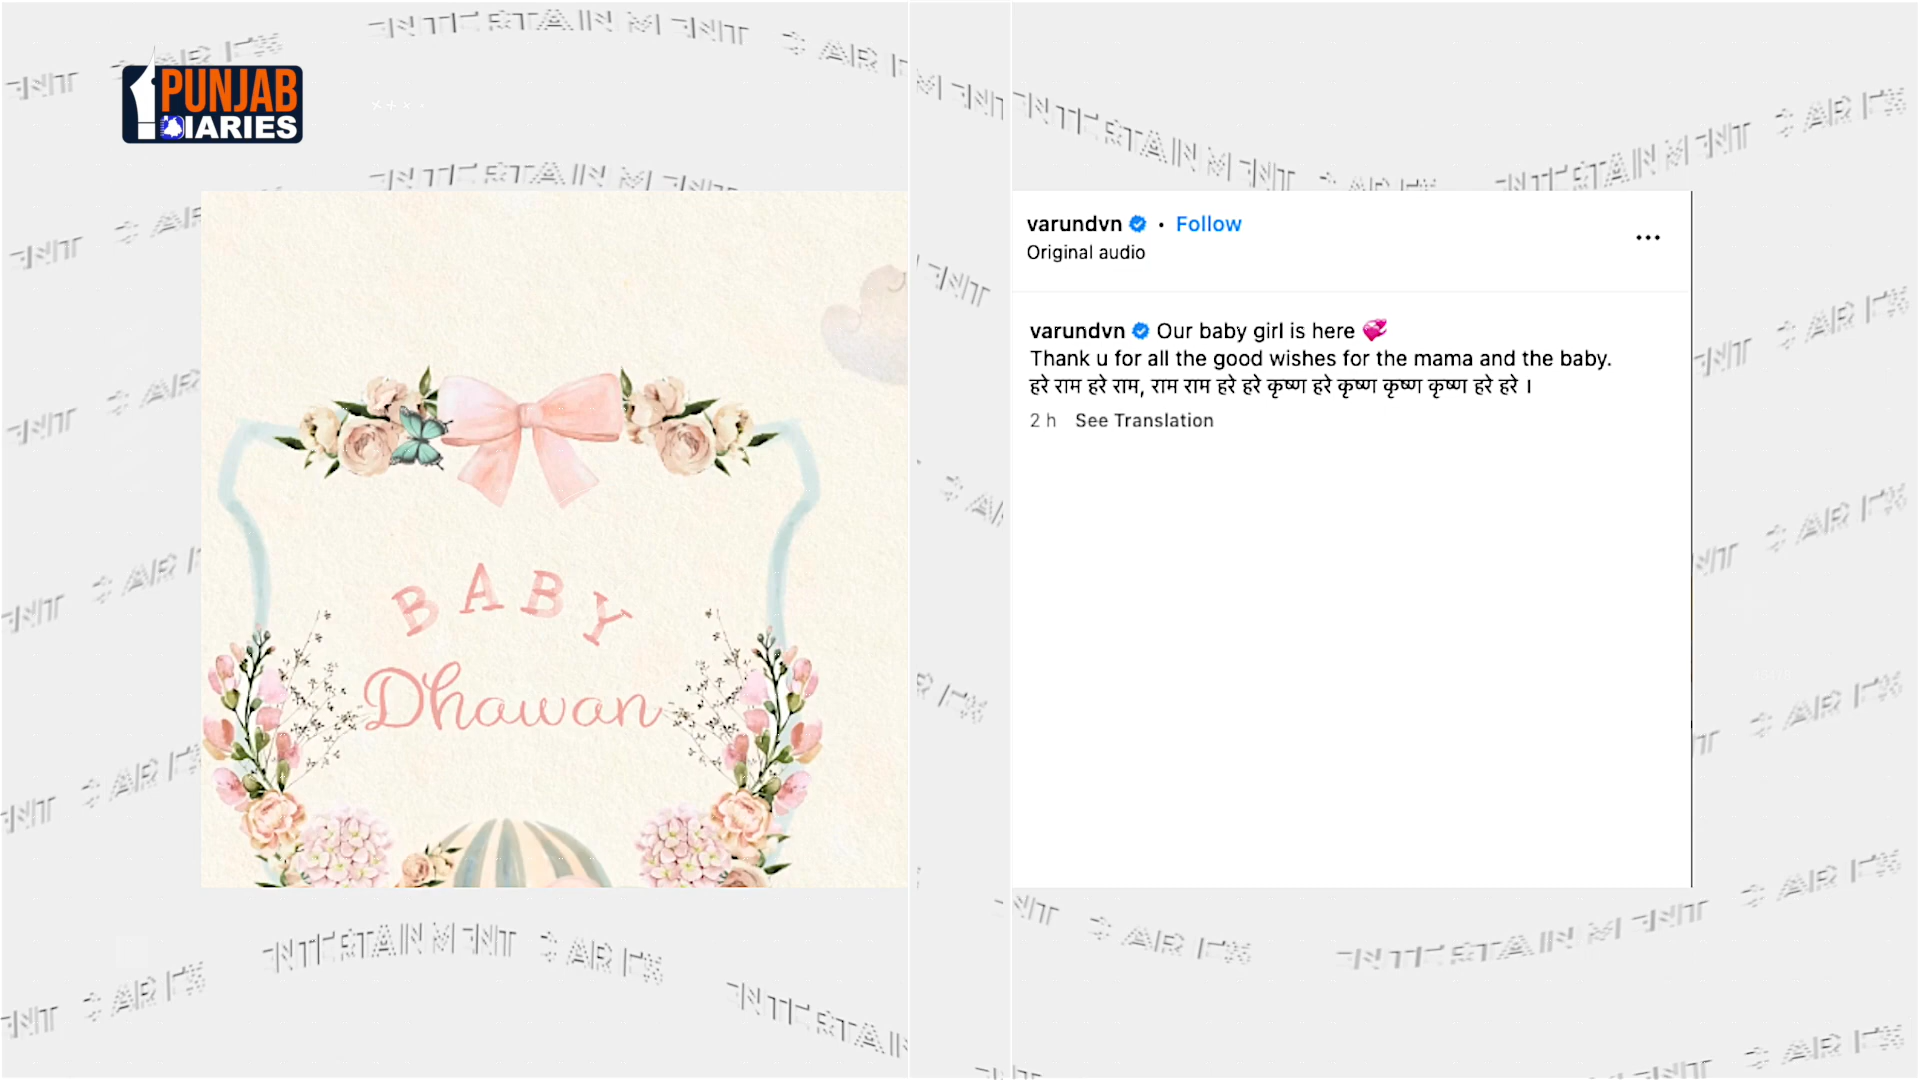 PUNJAB
DIARIES
BABY
Dhawan
varundvn • Follow
Original audio
varundvn Our baby girl is here 💞
Thank u for all the good wishes for the mama and the baby.
हरे राम हरे राम, राम राम हरे हरे कृष्ण हरे कृष्ण कृष्ण कृष्ण हरे हरे ।
2 h See Translation